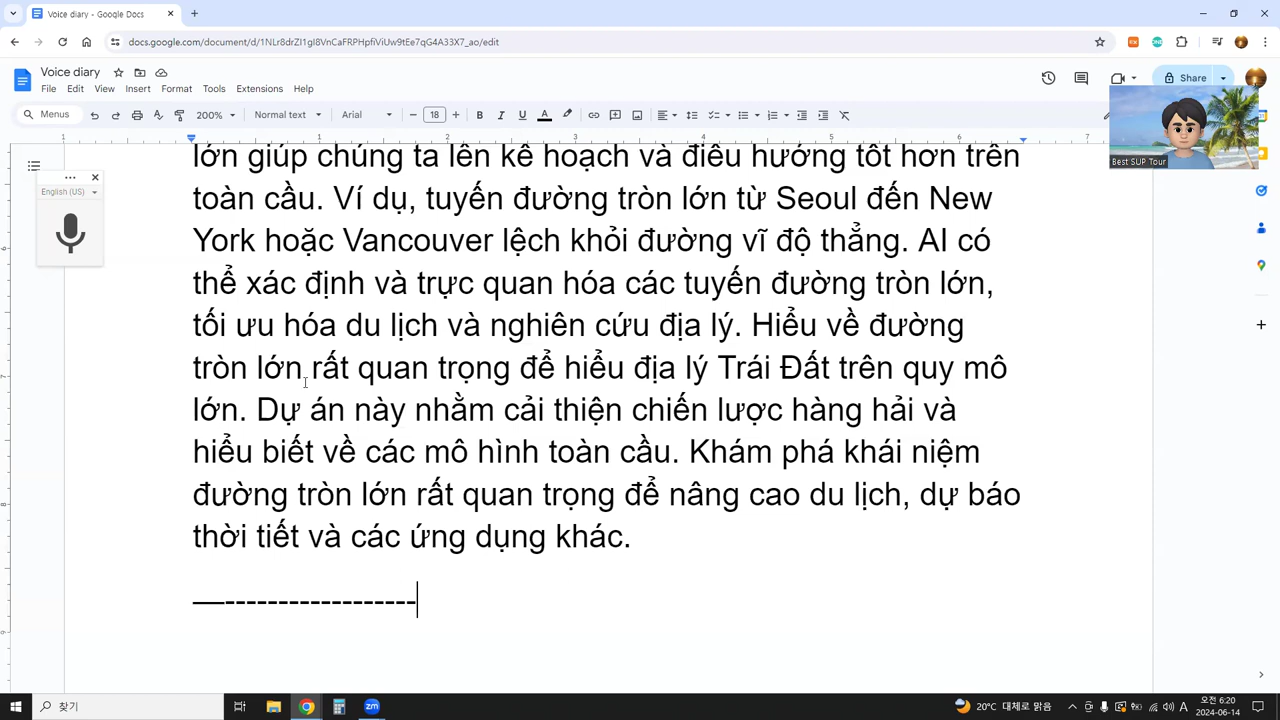 Voice diary - Google Docs
docs.google.com/document/d/1NLr8drZI1gI8VnCaFRPHpfiViUw9tEe7qG4A33X7_ao/edit
Voice diary
Share
File Edit View Insert Format Tools Extensions Help
Menus 200% Normal text Arial 18
1 1 2 3 4 5 6 7
Best SUP Tour
English (US)
lớn giúp chúng ta lên kế hoạch và điều hướng tốt hơn trên
toàn cầu. Ví dụ, tuyến đường tròn lớn từ Seoul đến New
York hoặc Vancouver lệch khỏi đường vĩ độ thẳng. AI có
thể xác định và trực quan hóa các tuyến đường tròn lớn,
tối ưu hóa du lịch và nghiên cứu địa lý. Hiểu về đường
tròn lớn rất quan trọng để hiểu địa lý Trái Đất trên quy mô
lớn. Dự án này nhằm cải thiện chiến lược hàng hải và
hiểu biết về các mô hình toàn cầu. Khám phá khái niệm
đường tròn lớn rất quan trọng để nâng cao du lịch, dự báo
thời tiết và các ứng dụng khác.
—------------------
찾기
20°C 대체로 맑음
A
오전 6:20
2024-06-14